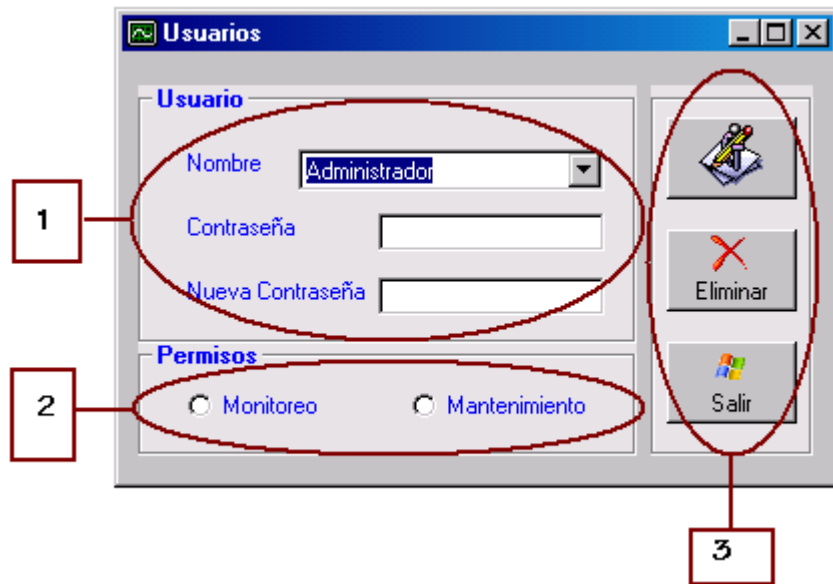 Usuarios
Usuario
Nombre Administrador
Contraseña
Nueva Contraseña
Permisos
Monitoreo Mantenimiento
Eliminar
Salir
1
2
3